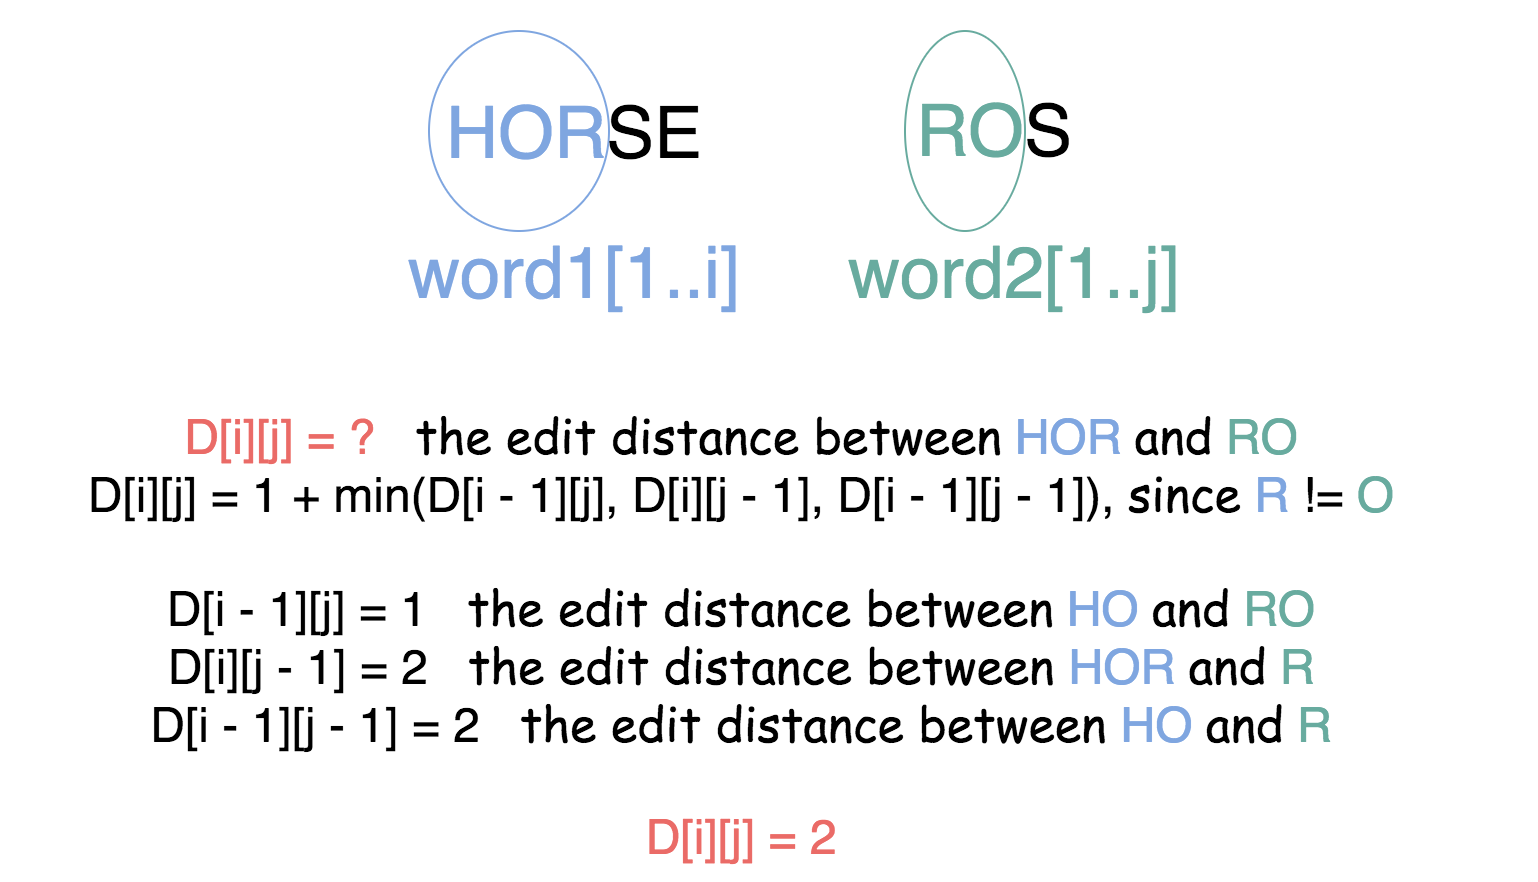 HORSE ROS
word1[1..i] word2[1..j]
D[i][j] = ? the edit distance between HOR and RO
D[i][j] = 1 + min(D[i - 1][j], D[i][j - 1], D[i - 1][j - 1]), since R != O
D[i - 1][j] = 1 the edit distance between HO and RO
D[i][j - 1] = 2 the edit distance between HOR and R
D[i - 1][j - 1] = 2 the edit distance between HO and R
D[i][j] = 2